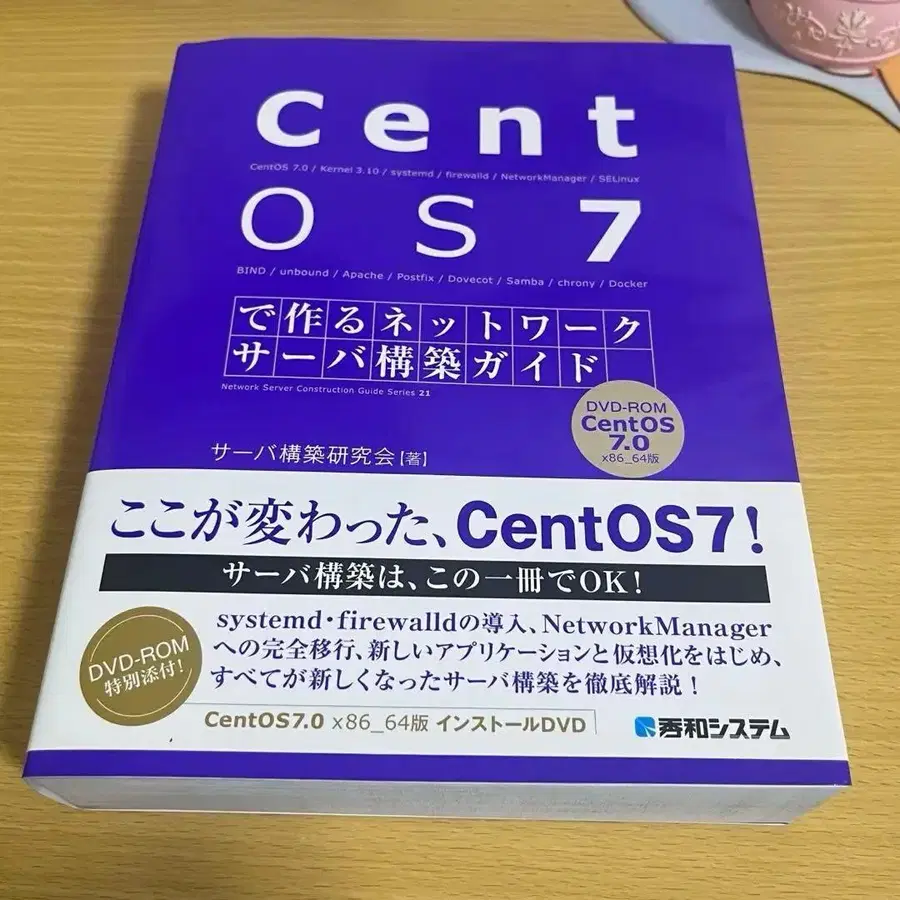 Cent
CentOS 7.0 / Kernel 3.10 / systemd / firewalld / NetworkManager / SELinux
OS 7
BIND / unbound / Apache / Postfix / Dovecot / Samba / chrony / Docker
で作るネットワーク
サーバ構築ガイド
Network Server Construction Guide Series 21
DVD-ROM
CentOS
7.0
x86_64版
サーバ構築研究会【著】
ここが変わった、CentOS7!
サーバ構築は、この一冊でOK!
systemd・firewalldの導入、NetworkManager
への完全移行、新しいアプリケーションと仮想化をはじめ、
すべてが新しくなったサーバ構築を徹底解説!
DVD-ROM
特別添付!
CentOS7.0 x86_64版 インストールDVD
秀和システム